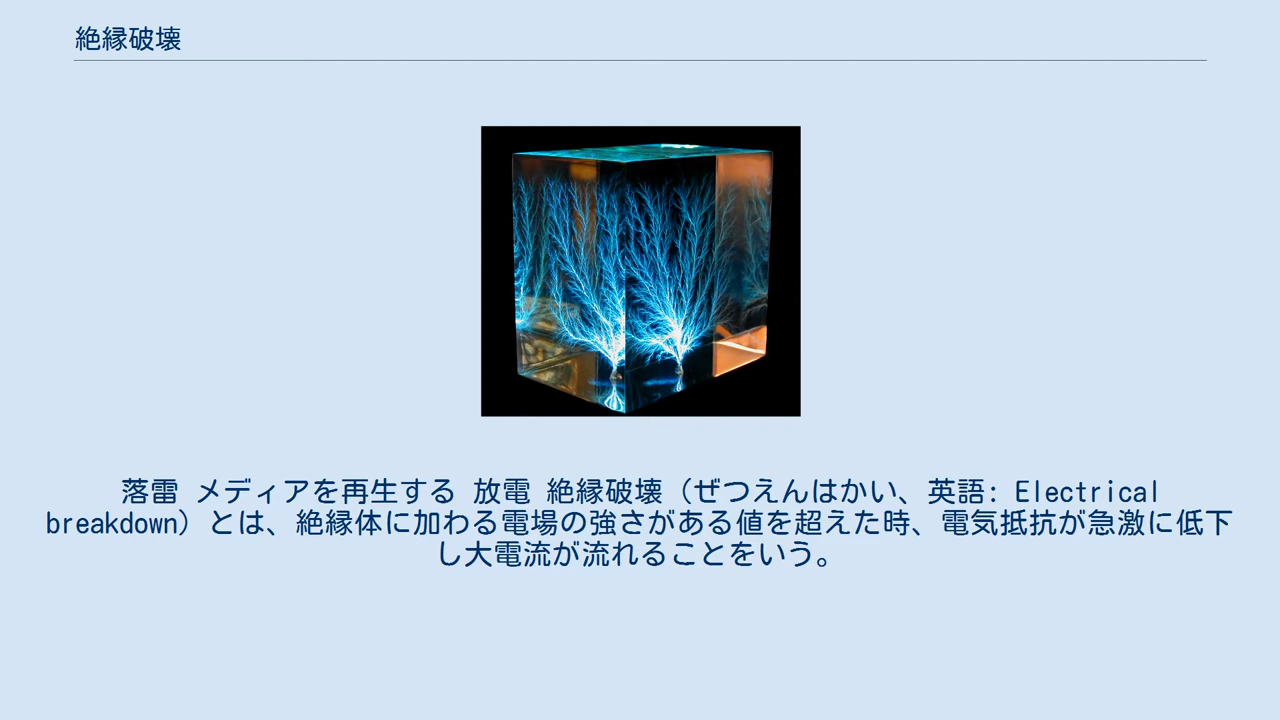 絶縁破壊
落雷 メディアを再生する 放電 絶縁破壊（ぜつえんはかい、英語: Electrical
breakdown）とは、絶縁体に加わる電場の強さがある値を超えた時、電気抵抗が急激に低下
し大電流が流れることをいう。